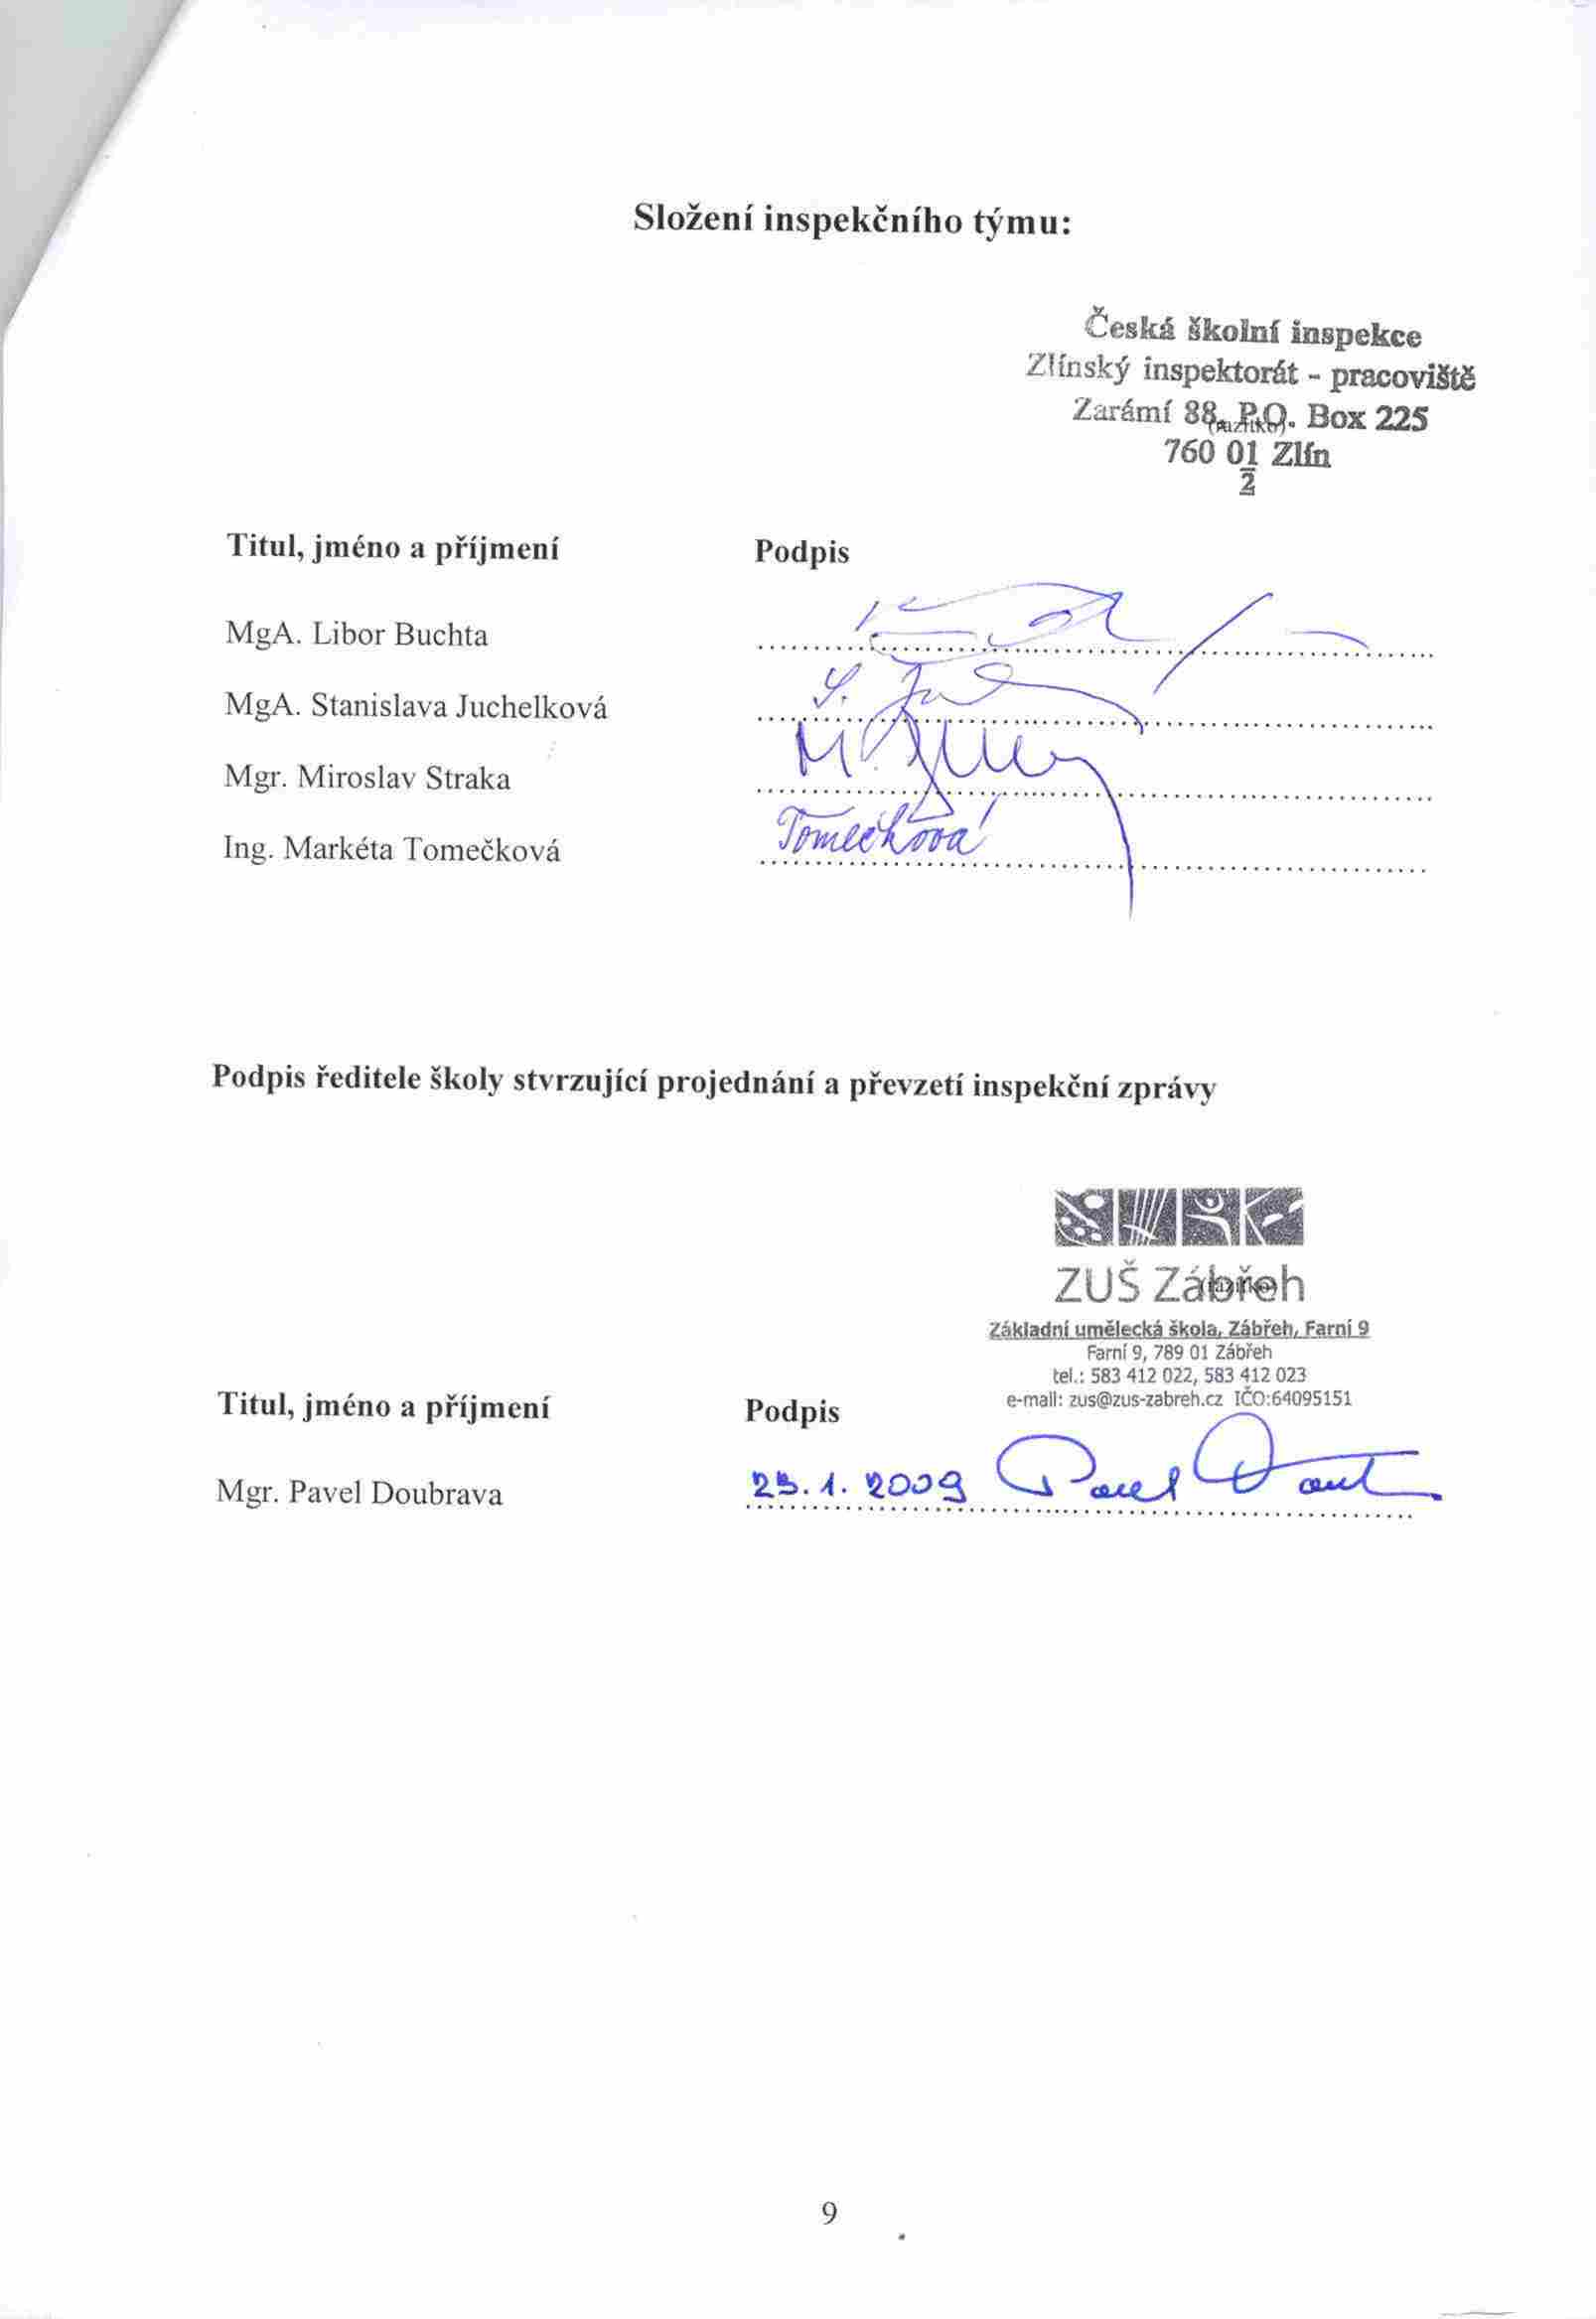 Složení inspekčního týmu:
Česká školní inspekce
Zlínský inspektorát - pracoviště
Zarámí 88, P.O. Box 225
(razítko)
760 01 Zlín
2
Titul, jméno a příjmení Podpis
MgA. Libor Buchta
MgA. Stanislava Juchelková
Mgr. Miroslav Straka
Ing. Markéta Tomečková Tomečková
Podpis ředitele školy stvrzující projednání a převzetí inspekční zprávy
ZUŠ Zábřeh
(razítko)
Základní umělecká škola, Zábřeh, Farní 9
Farní 9, 789 01 Zábřeh
tel.: 583 412 022, 583 412 023
e-mail: zus@zus-zabreh.cz IČO:64095151
Titul, jméno a příjmení Podpis
Mgr. Pavel Doubrava 23.1.2009 Pavel
9